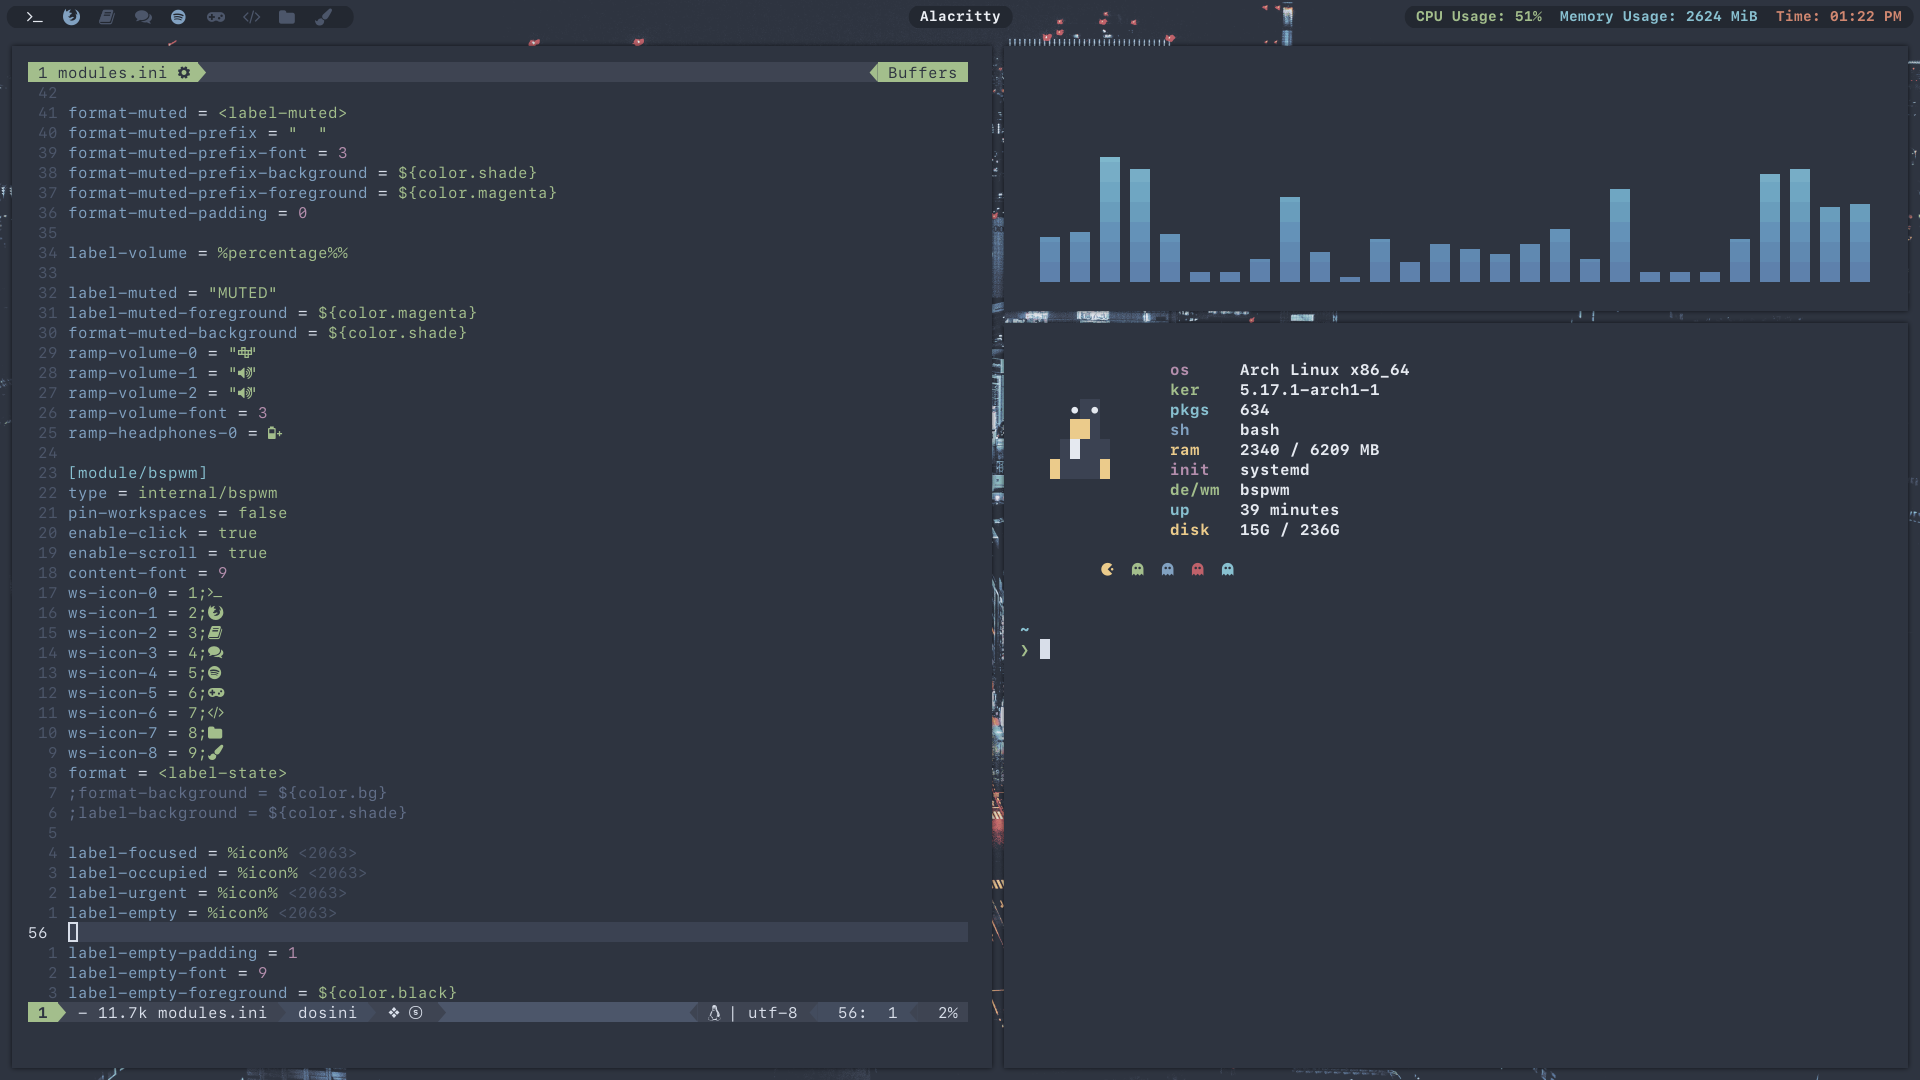 Alacritty
CPU Usage: 51% Memory Usage: 2624 MiB Time: 01:22 PM
1 modules.ini
Buffers
42
41 format-muted = <label-muted>
40 format-muted-prefix = "  "
39 format-muted-prefix-font = 3
38 format-muted-prefix-background = ${color.shade}
37 format-muted-prefix-foreground = ${color.magenta}
36 format-muted-padding = 0
35
34 label-volume = %percentage%%
33
32 label-muted = "MUTED"
31 label-muted-foreground = ${color.magenta}
30 format-muted-background = ${color.shade}
29 ramp-volume-0 = ""
28 ramp-volume-1 = ""
27 ramp-volume-2 = ""
26 ramp-volume-font = 3
25 ramp-headphones-0 =
24
23 [module/bspwm]
22 type = internal/bspwm
21 pin-workspaces = false
20 enable-click = true
19 enable-scroll = true
18 content-font = 9
17 ws-icon-0 = 1;
16 ws-icon-1 = 2;
15 ws-icon-2 = 3;
14 ws-icon-3 = 4;
13 ws-icon-4 = 5;
12 ws-icon-5 = 6;
11 ws-icon-6 = 7;
10 ws-icon-7 = 8;
9 ws-icon-8 = 9;
8 format = <label-state>
7 ;format-background = ${color.bg}
6 ;label-background = ${color.shade}
5
4 label-focused = %icon% <2063>
3 label-occupied = %icon% <2063>
2 label-urgent = %icon% <2063>
1 label-empty = %icon% <2063>
56
1 label-empty-padding = 1
2 label-empty-font = 9
3 label-empty-foreground = ${color.black}
1 - 11.7k modules.ini dosini | utf-8 56: 1 2%
os Arch Linux x86_64
ker 5.17.1-arch1-1
pkgs 634
sh bash
ram 2340 / 6209 MB
init systemd
de/wm bspwm
up 39 minutes
disk 15G / 236G
~
❯